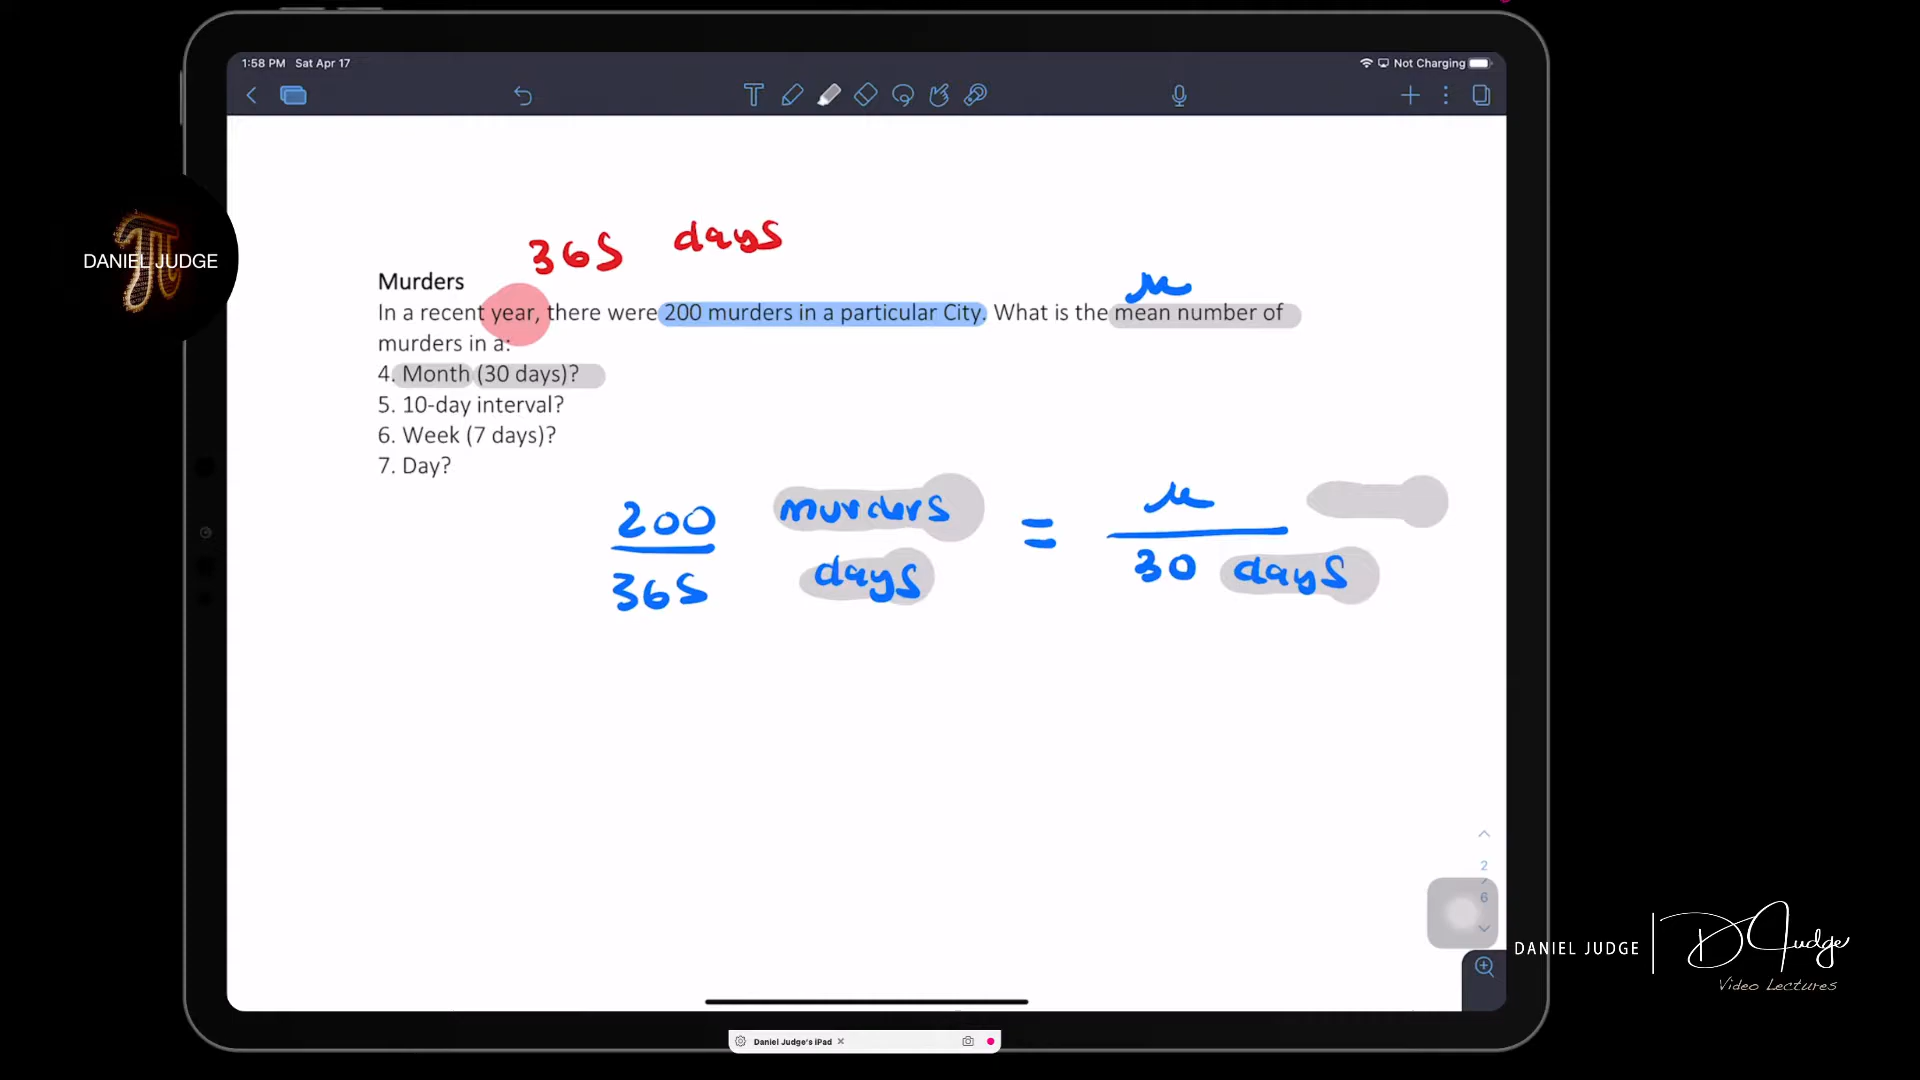 1:58 PM Sat Apr 17
Not Charging
DANIEL JUDGE
365 days
Murders
μ
In a recent year, there were 200 murders in a particular City. What is the mean number of
murders in a:
4. Month (30 days)?
5. 10-day interval?
6. Week (7 days)?
7. Day?
200 murders = μ
365 days 30 days
2
6
DANIEL JUDGE | DJudge
Video Lectures
Daniel Judge's iPad